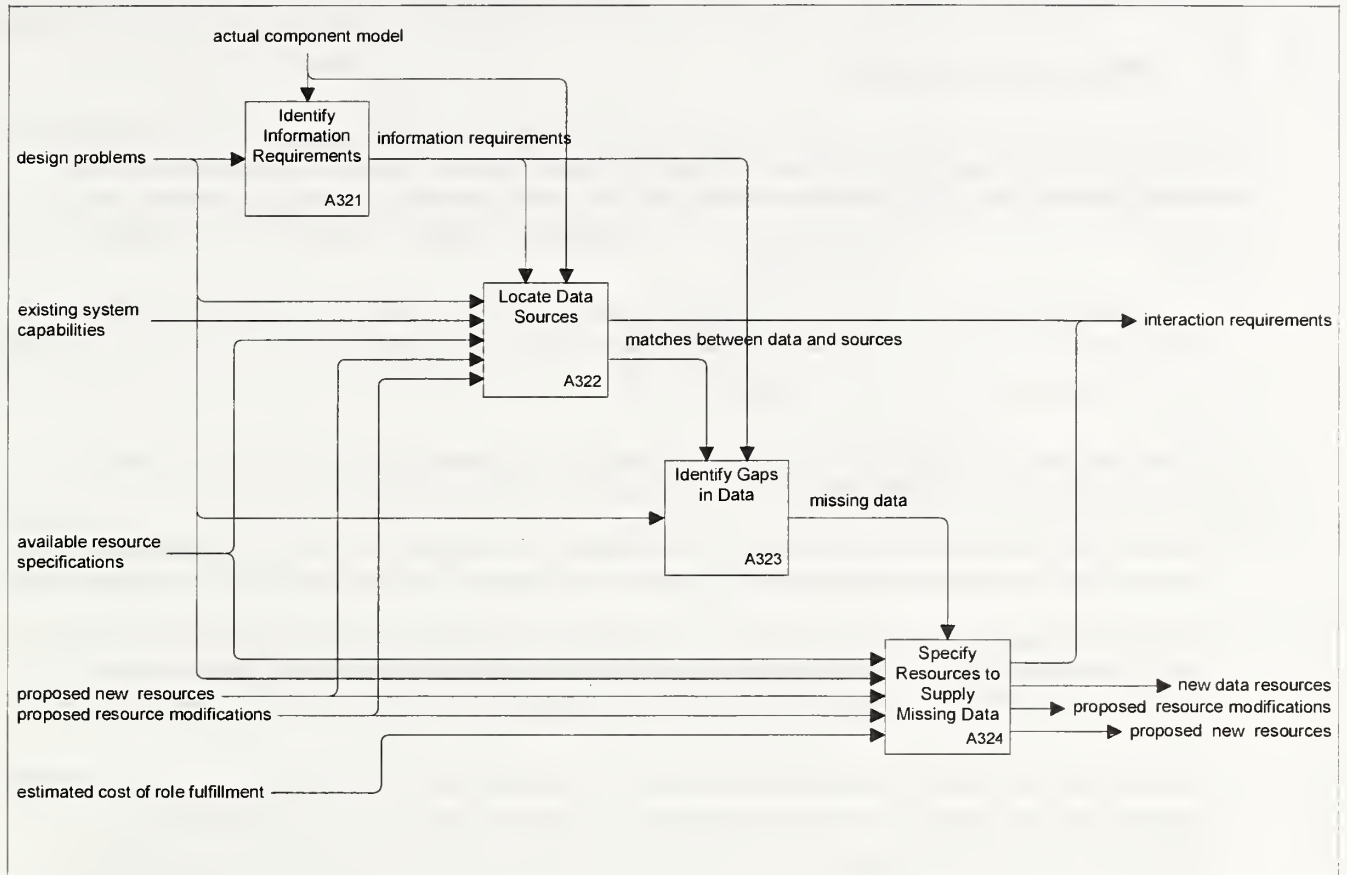 actual component model
Identify
Information
Requirements
A321
information requirements
design problems
existing system
capabilities
Locate Data
Sources
A322
interaction requirements
matches between data and sources
Identify Gaps
in Data
A323
missing data
available resource
specifications
Specify
Resources to
Supply
Missing Data
A324
proposed new resources
proposed resource modifications
new data resources
proposed resource modifications
proposed new resources
estimated cost of role fulfillment